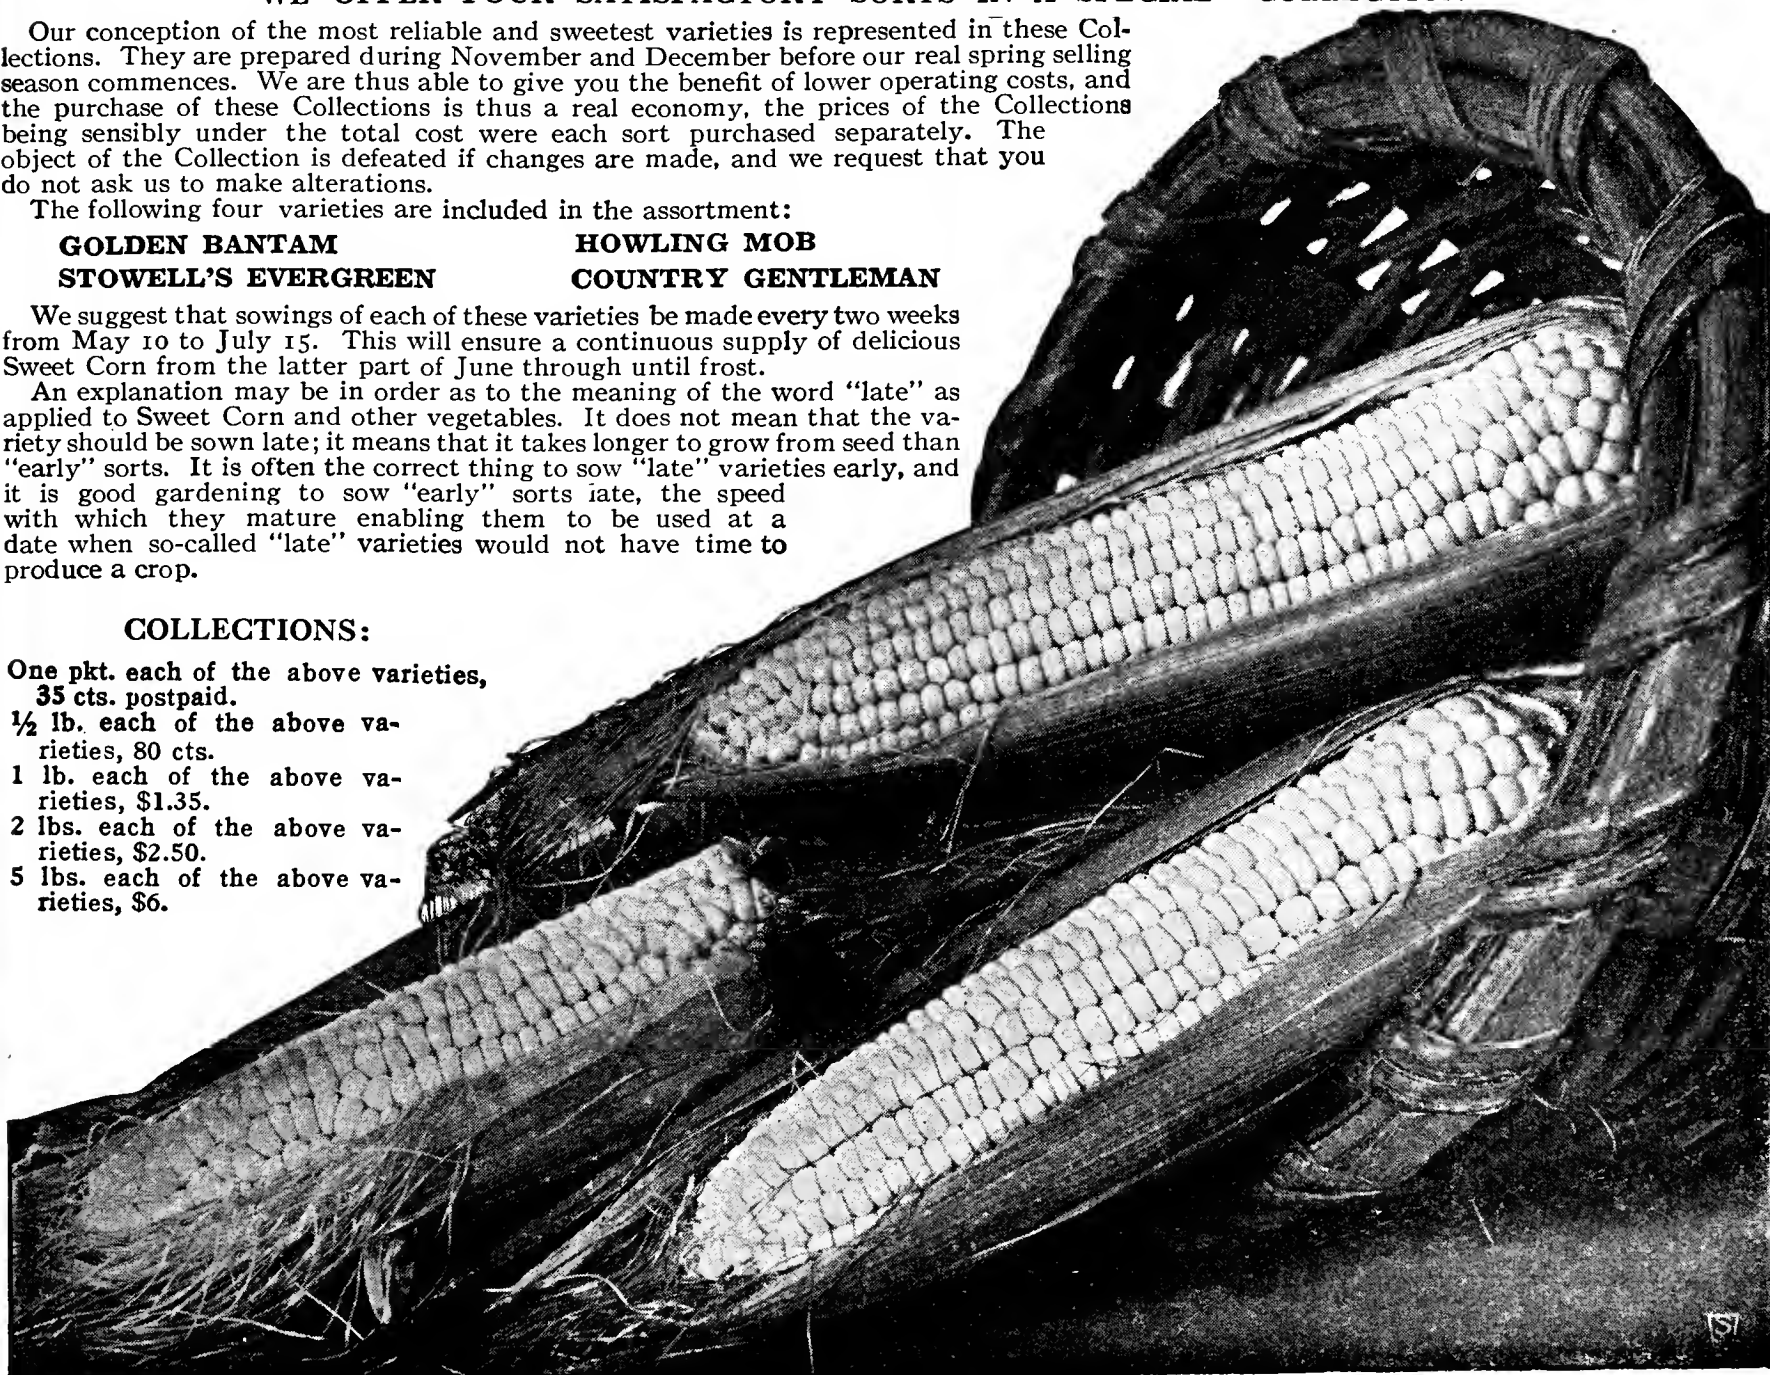 Our conception of the most reliable and sweetest varieties is represented in these Col-
lections. They are prepared during November and December before our real spring selling
season commences. We are thus able to give you the benefit of lower operating costs, and
the purchase of these Collections is thus a real economy, the prices of the Collections
being sensibly under the total cost were each sort purchased separately. The
object of the Collection is defeated if changes are made, and we request that you
do not ask us to make alterations.
The following four varieties are included in the assortment:
GOLDEN BANTAM HOWLING MOB
STOWELL'S EVERGREEN COUNTRY GENTLEMAN
We suggest that sowings of each of these varieties be made every two weeks
from May 10 to July 15. This will ensure a continuous supply of delicious
Sweet Corn from the latter part of June through until frost.
An explanation may be in order as to the meaning of the word "late" as
applied to Sweet Corn and other vegetables. It does not mean that the va-
riety should be sown late; it means that it takes longer to grow from seed than
"early" sorts. It is often the correct thing to sow "late" varieties early, and
it is good gardening to sow "early" sorts late, the speed
with which they mature enabling them to be used at a
date when so-called "late" varieties would not have time to
produce a crop.
COLLECTIONS:
One pkt. each of the above varieties,
35 cts. postpaid.
½ lb. each of the above va-
rieties, 80 cts.
1 lb. each of the above va-
rieties, $1.35.
2 lbs. each of the above va-
rieties, $2.50.
5 lbs. each of the above va-
rieties, $6.